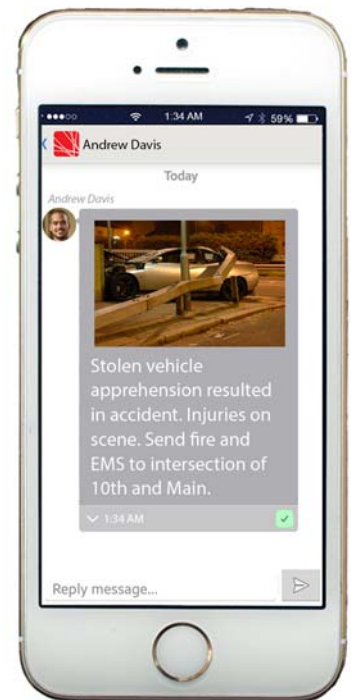 1:34 AM 59%
Andrew Davis
Today
Andrew Davis
Stolen vehicle
apprehension resulted
in accident. Injuries on
scene. Send fire and
EMS to intersection of
10th and Main.
1:34 AM
Reply message...